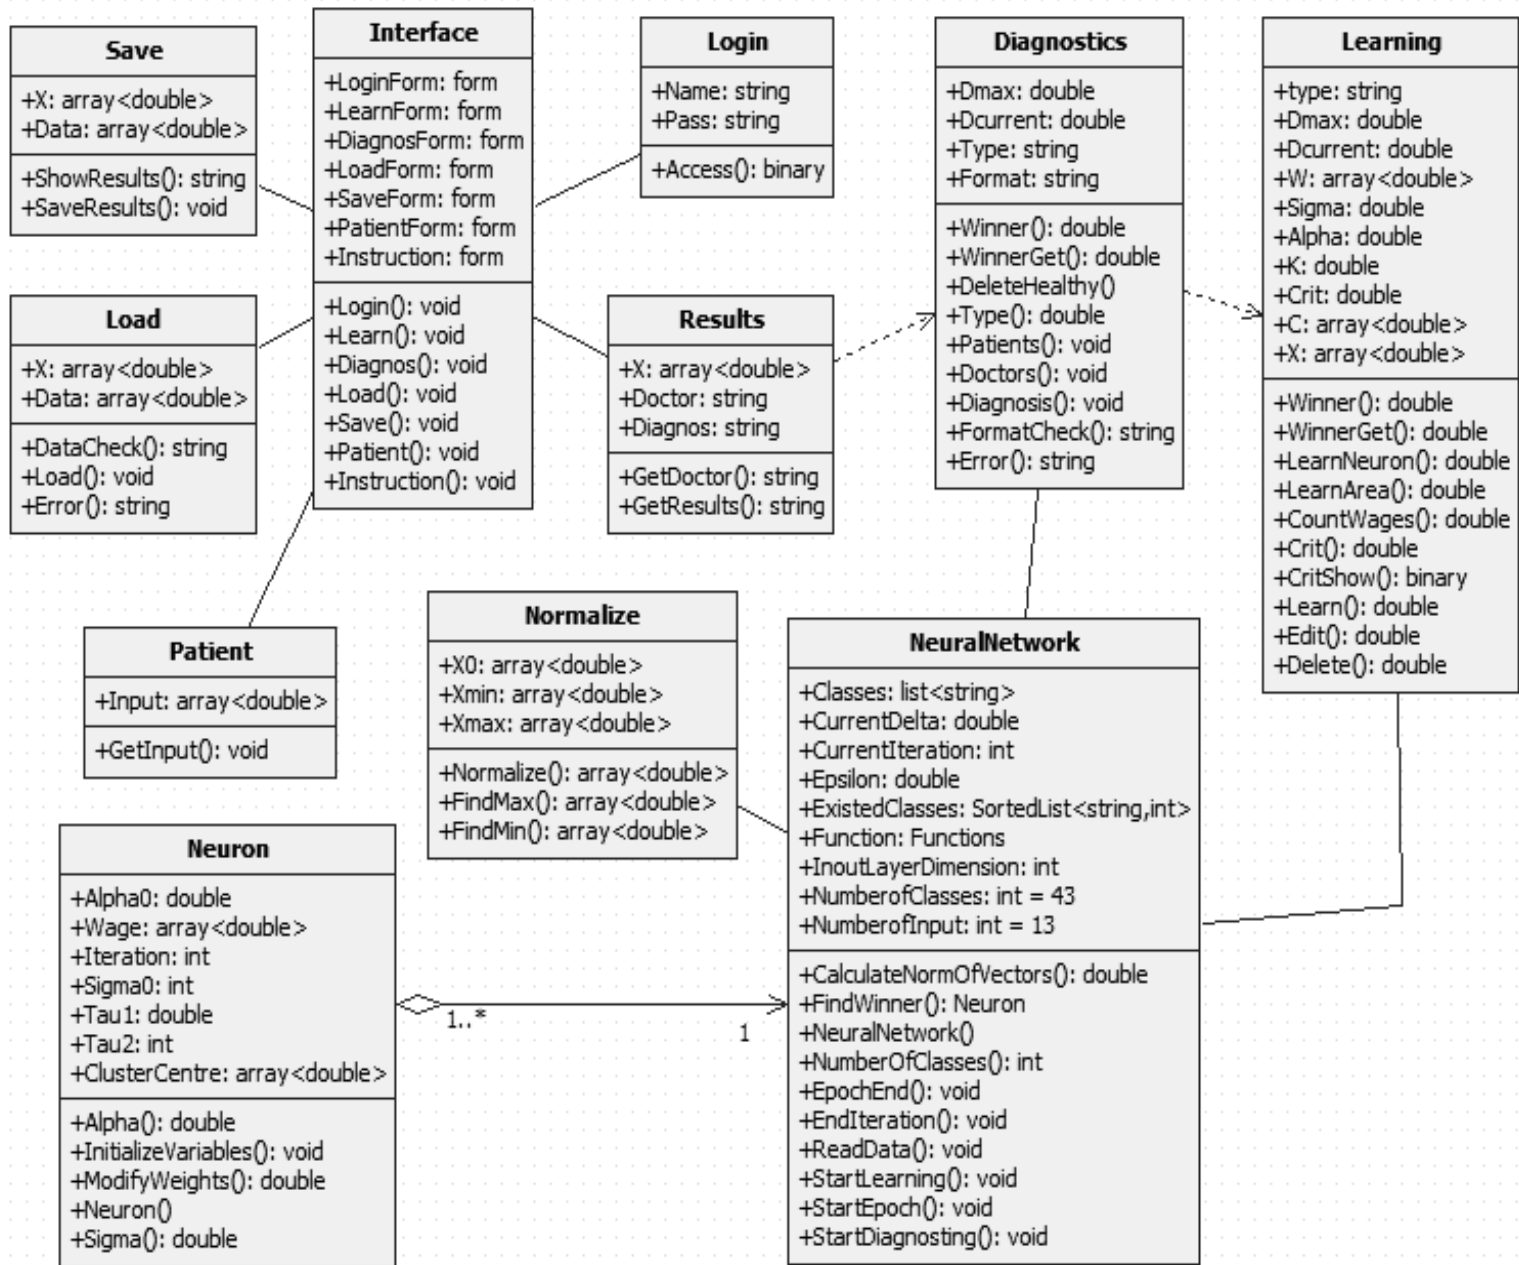 Save
+X: array<double>
+Data: array<double>
+ShowResults(): string
+SaveResults(): void
Interface
+LoginForm: form
+LearnForm: form
+DiagnosForm: form
+LoadForm: form
+SaveForm: form
+PatientForm: form
+Instruction: form
+Login(): void
+Learn(): void
+Diagnos(): void
+Load(): void
+Save(): void
+Patient(): void
+Instruction(): void
Login
+Name: string
+Pass: string
+Access(): binary
Diagnostics
+Dmax: double
+Dcurrent: double
+Type: string
+Format: string
+Winner(): double
+WinnerGet(): double
+DeleteHealthy()
+Type(): double
+Patients(): void
+Doctors(): void
+Diagnosis(): void
+FormatCheck(): string
+Error(): string
Learning
+type: string
+Dmax: double
+Dcurrent: double
+W: array<double>
+Sigma: double
+Alpha: double
+K: double
+Crit: double
+C: array<double>
+X: array<double>
+Winner(): double
+WinnerGet(): double
+LearnNeuron(): double
+LearnArea(): double
+CountWages(): double
+Crit(): double
+CritShow(): binary
+Learn(): double
+Edit(): double
+Delete(): double
Load
+X: array<double>
+Data: array<double>
+DataCheck(): string
+Load(): void
+Error(): string
Results
+X: array<double>
+Doctor: string
+Diagnos: string
+GetDoctor(): string
+GetResults(): string
Patient
+Input: array<double>
+GetInput(): void
Normalize
+X0: array<double>
+Xmin: array<double>
+Xmax: array<double>
+Normalize(): array<double>
+FindMax(): array<double>
+FindMin(): array<double>
NeuralNetwork
+Classes: list<string>
+CurrentDelta: double
+CurrentIteration: int
+Epsilon: double
+ExistedClasses: SortedList<string,int>
+Function: Functions
+InoutLayerDimension: int
+NumberofClasses: int = 43
+NumberofInput: int = 13
+CalculateNormOfVectors(): double
+FindWinner(): Neuron
+NeuralNetwork()
+NumberOfClasses(): int
+EpochEnd(): void
+EndIteration(): void
+ReadData(): void
+StartLearning(): void
+StartEpoch(): void
+StartDiagnosting(): void
Neuron
+Alpha0: double
+Wage: array<double>
+Iteration: int
+Sigma0: int
+Tau1: double
+Tau2: int
+ClusterCentre: array<double>
+Alpha(): double
+InitializeVariables(): void
+ModifyWeights(): double
+Neuron()
+Sigma(): double
1..*
1